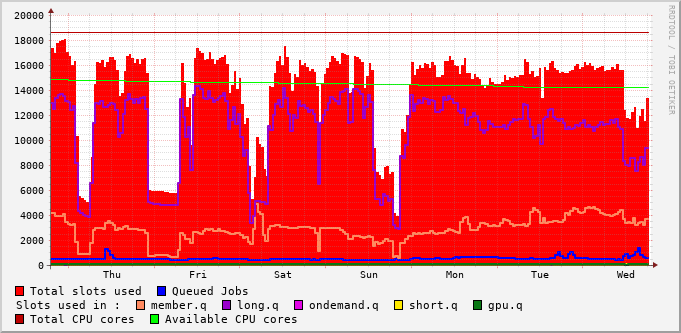 20000
18000
16000
14000
12000
10000
8000
6000
4000
2000
0
Thu Fri Sat Sun Mon Tue Wed
RRDTOOL / TOBI OETIKER
Total slots used Queued Jobs
Slots used in : member.q long.q ondemand.q short.q gpu.q
Total CPU cores Available CPU cores